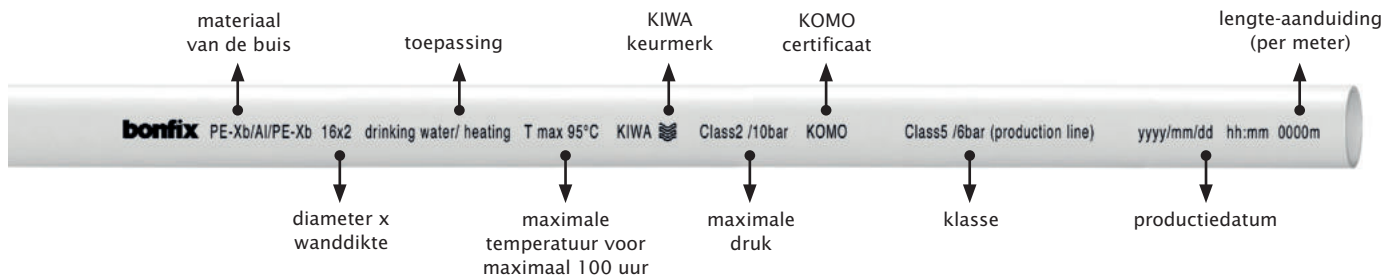 materiaal
van de buis
toepassing
KIWA
keurmerk
KOMO
certificaat
lengte-aanduiding
(per meter)
bonfix PE-Xb/Al/PE-Xb 16x2 drinking water/ heating T max 95°C KIWA Class2 /10bar KOMO Class5 /6bar (production line) yyyy/mm/dd hh:mm 0000m
diameter x
wanddikte
maximale
temperatuur voor
maximaal 100 uur
maximale
druk
klasse
productiedatum